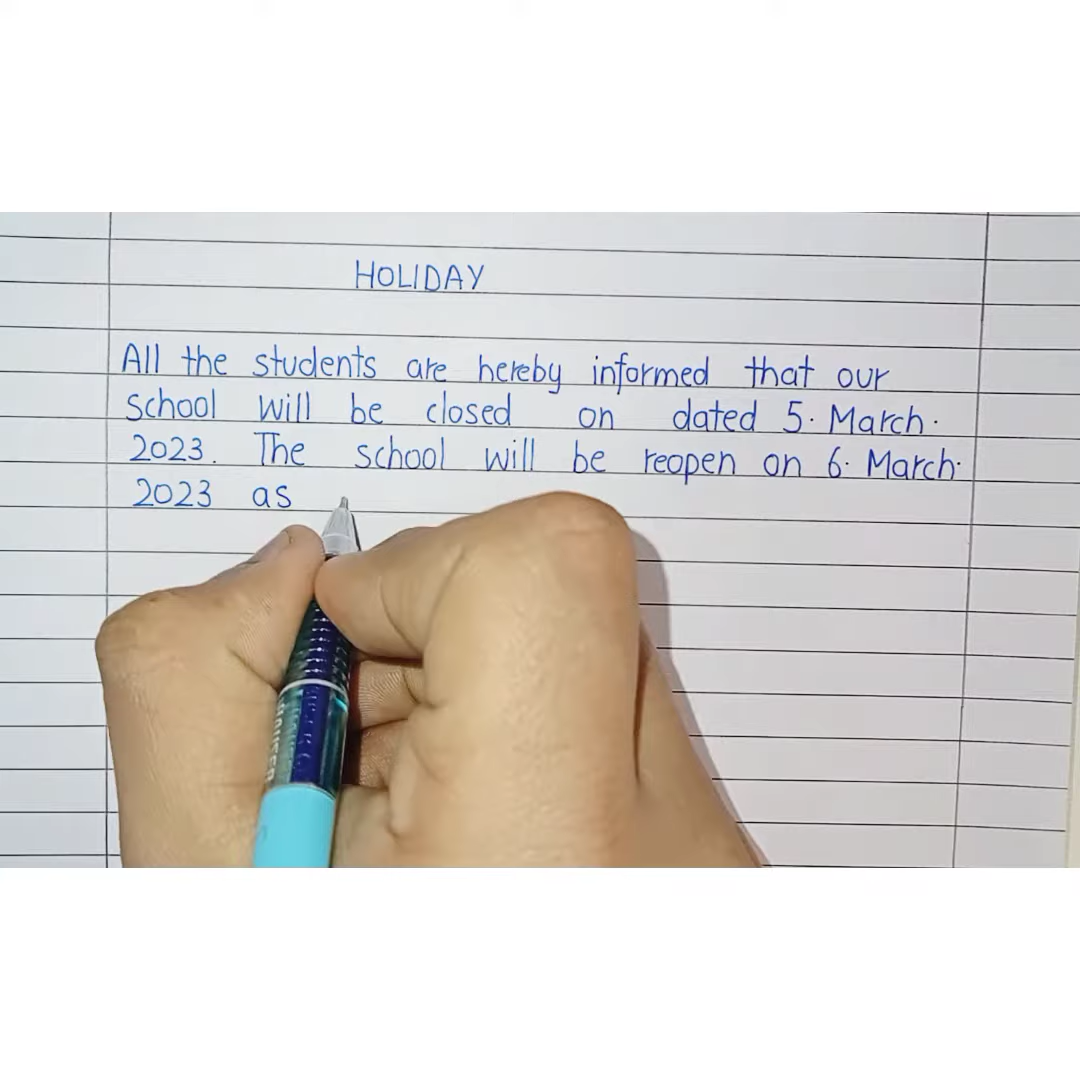 HOLIDAY
All the students are hereby informed that our
school will be closed on dated 5. March.
2023. The school will be reopen on 6. March.
2023 as